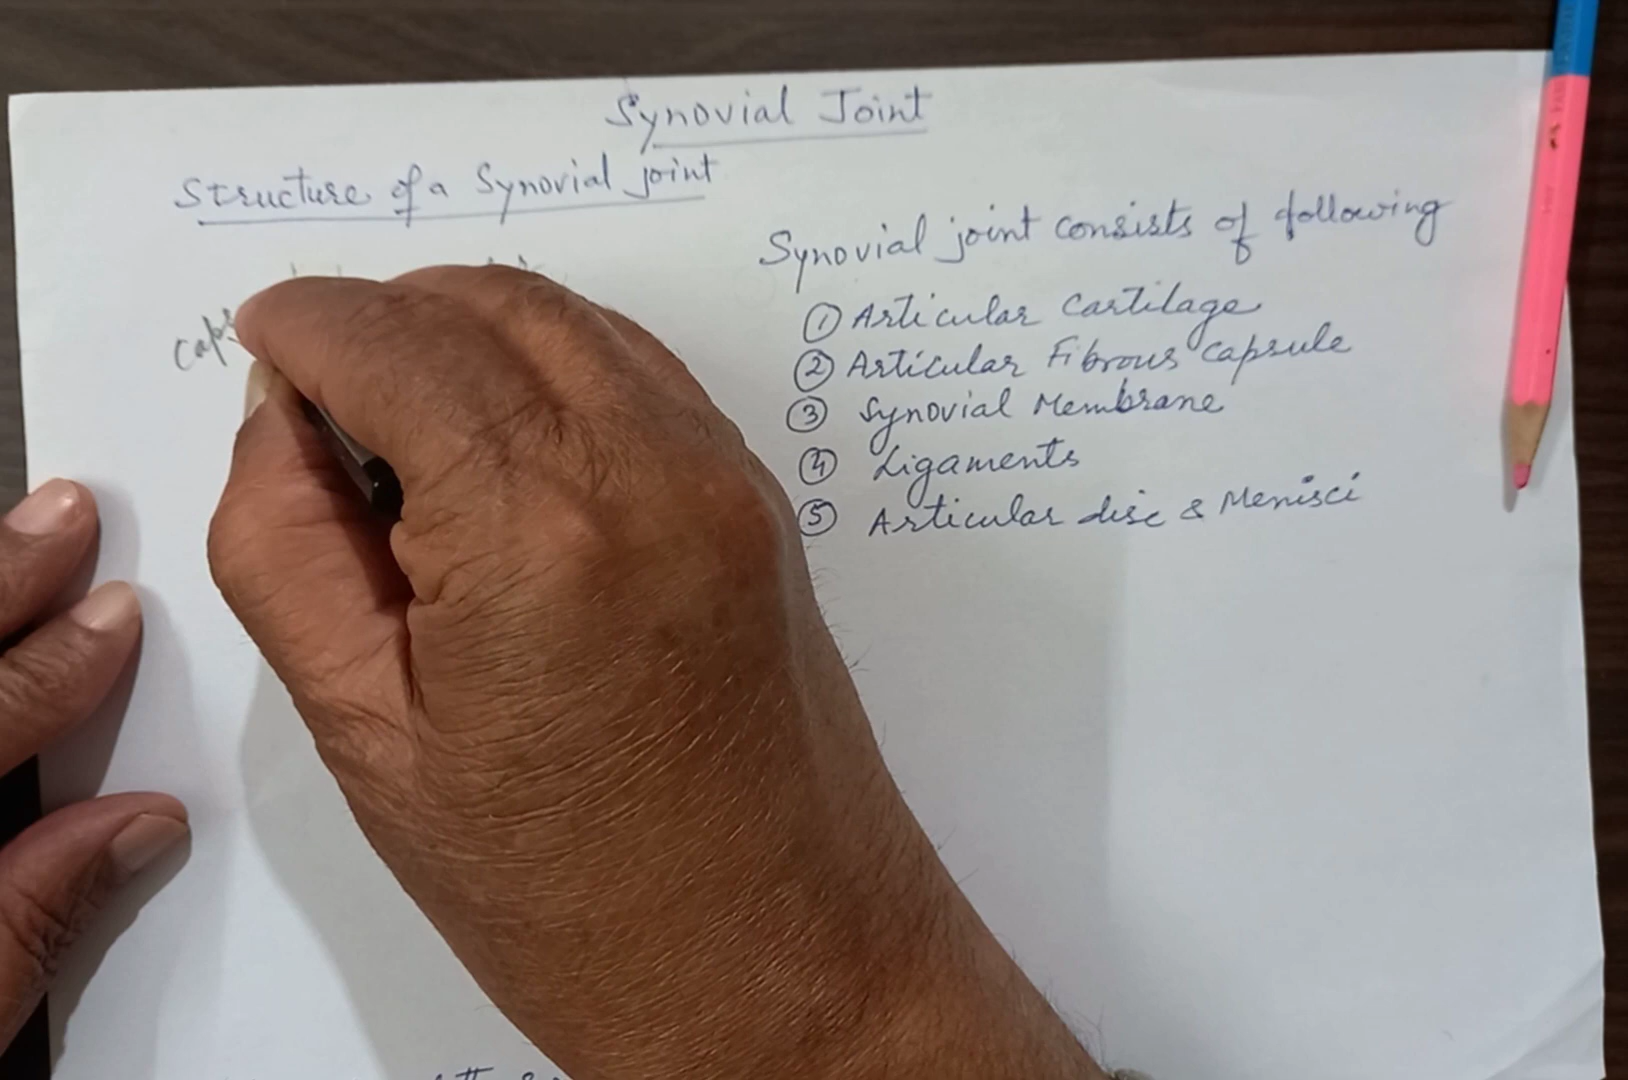 Synovial Joint
Structure of a Synovial joint
Synovial joint consists of following
① Articular Cartilage
② Articular Fibrous Capsule
③ Synovial Membrane
④ Ligaments
⑤ Articular disc & Menisci
Caps